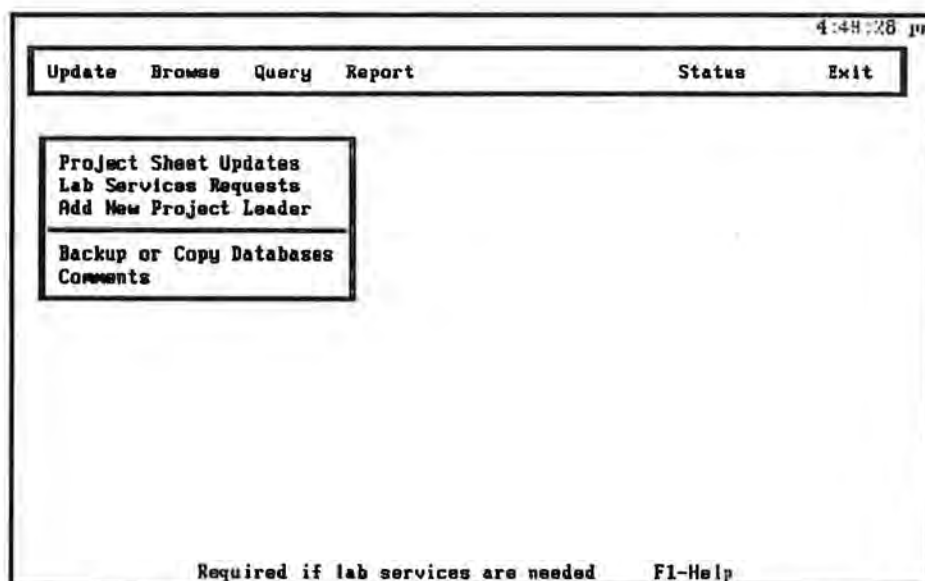 4:48:28 pm
Update Browse Query Report Status Exit
Project Sheet Updates
Lab Services Requests
Add New Project Leader
Backup or Copy Databases
Comments
Required if lab services are needed F1-Help